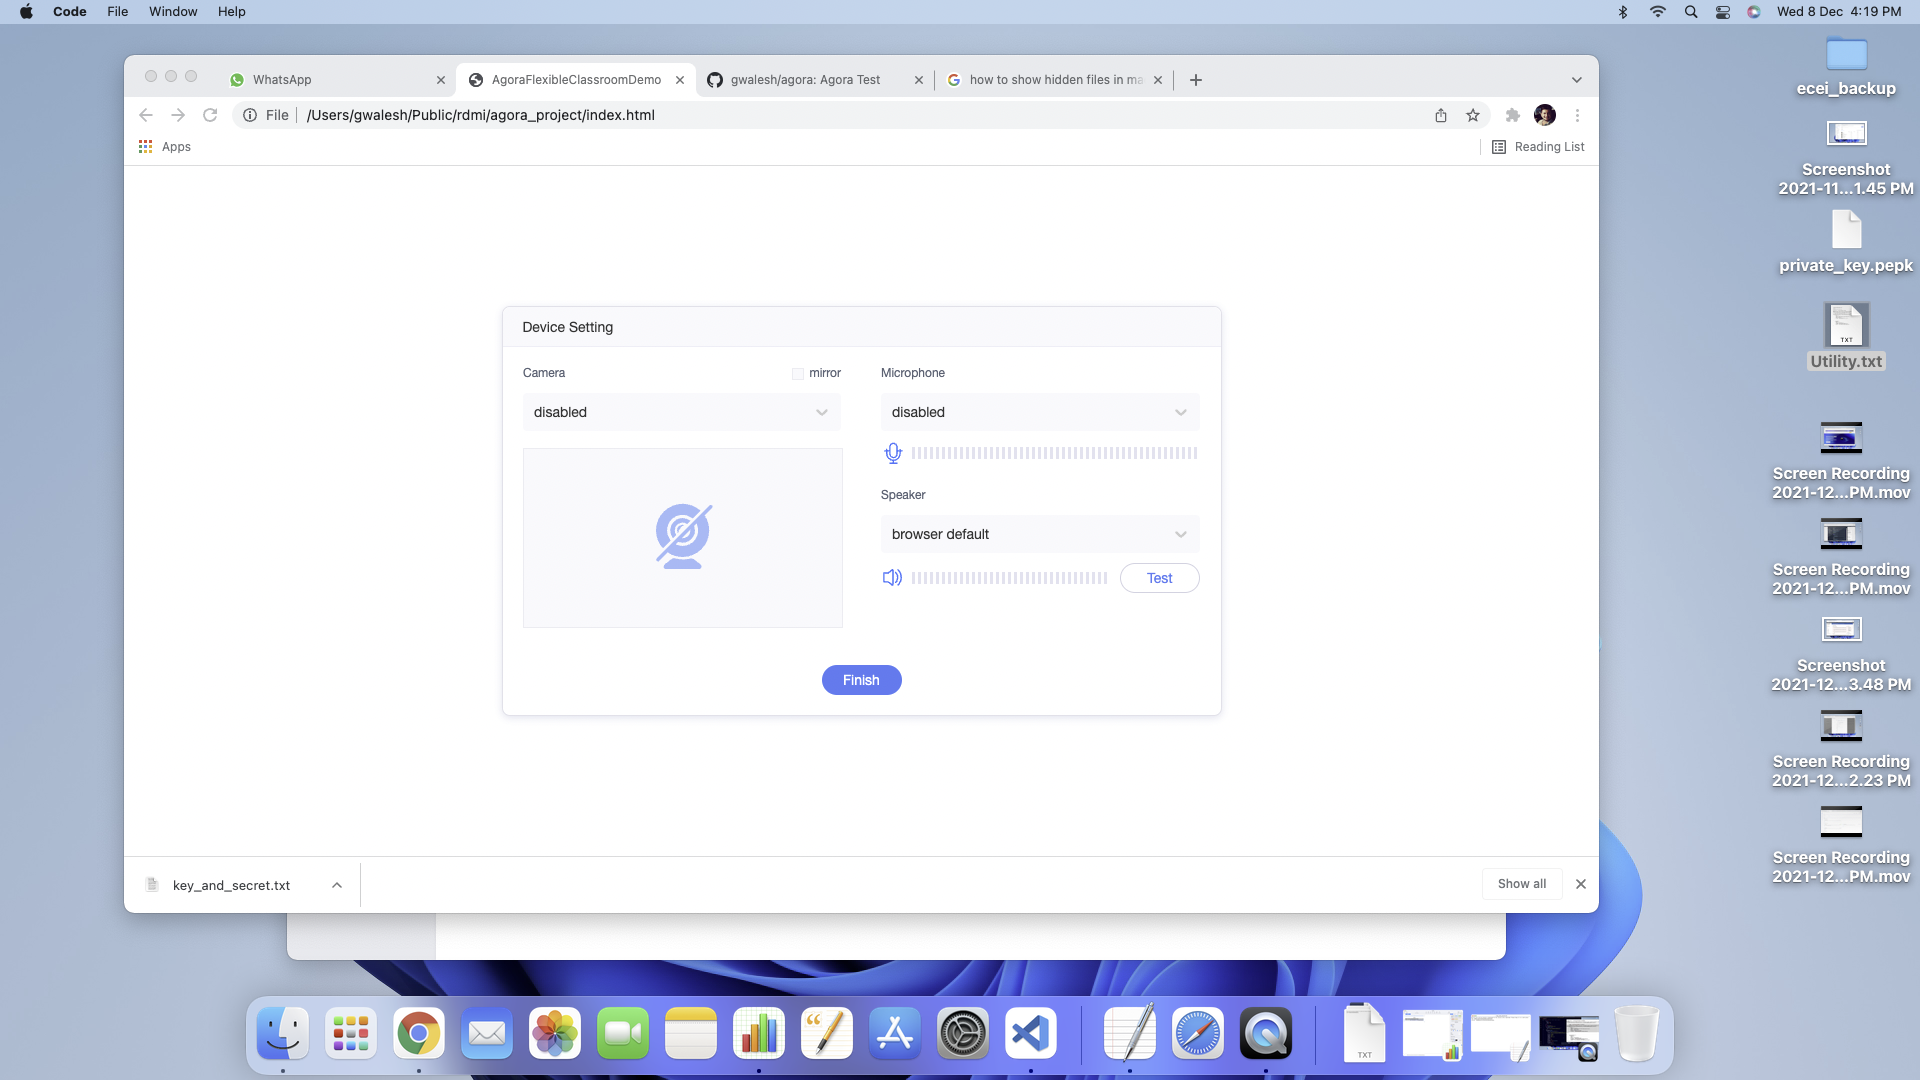 Code File Window Help
Wed 8 Dec 4:19 PM
WhatsApp
AgoraFlexibleClassroomDemo
gwalesh/agora: Agora Test
how to show hidden files in ma
File /Users/gwalesh/Public/rdmi/agora_project/index.html
Apps
Reading List
Device Setting
Camera
mirror
disabled
Microphone
disabled
Speaker
browser default
Test
Finish
key_and_secret.txt
Show all
ecei_backup
Screenshot
2021-11...1.45 PM
private_key.pepk
TXT
Utility.txt
Screen Recording
2021-12...PM.mov
Screen Recording
2021-12...PM.mov
Screenshot
2021-12...3.48 PM
Screen Recording
2021-12...2.23 PM
Screen Recording
2021-12...PM.mov
TXT